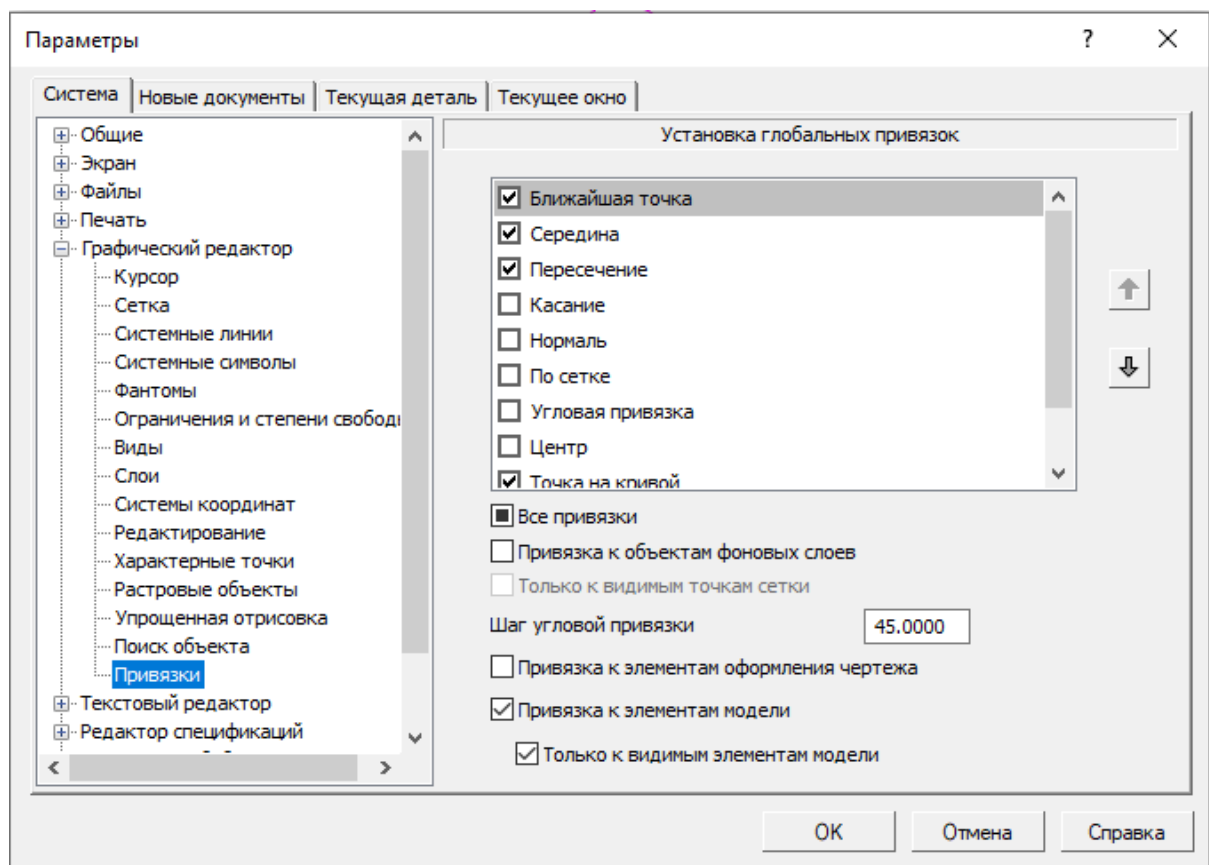 Параметры
?
Система
Новые документы
Текущая деталь
Текущее окно
Общие
Экран
Файлы
Печать
Графический редактор
Курсор
Сетка
Системные линии
Системные символы
Фантомы
Ограничения и степени свободы
Виды
Слои
Системы координат
Редактирование
Характерные точки
Растровые объекты
Упрощенная отрисовка
Поиск объекта
Привязки
Текстовый редактор
Редактор спецификаций
Установка глобальных привязок
Ближайшая точка
Середина
Пересечение
Касание
Нормаль
По сетке
Угловая привязка
Центр
Точка на кривой
Все привязки
Привязка к объектам фоновых слоев
Только к видимым точкам сетки
Шаг угловой привязки 45.0000
Привязка к элементам оформления чертежа
Привязка к элементам модели
Только к видимым элементам модели
OK
Отмена
Справка